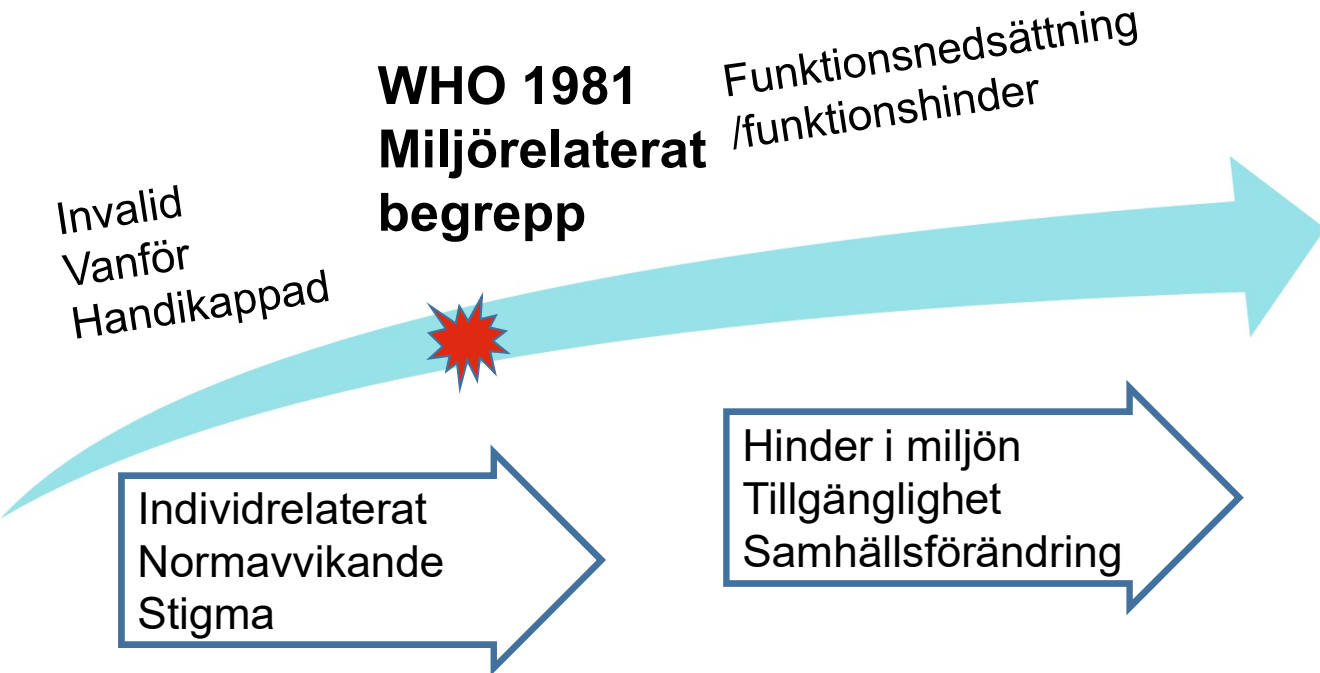 Invalid
Vanför
Handikappad
WHO 1981
Miljörelaterat
begrepp
Funktionsnedsättning
/funktionshinder
Individrelaterat
Normavvikande
Stigma
Hinder i miljön
Tillgänglighet
Samhällsförändring